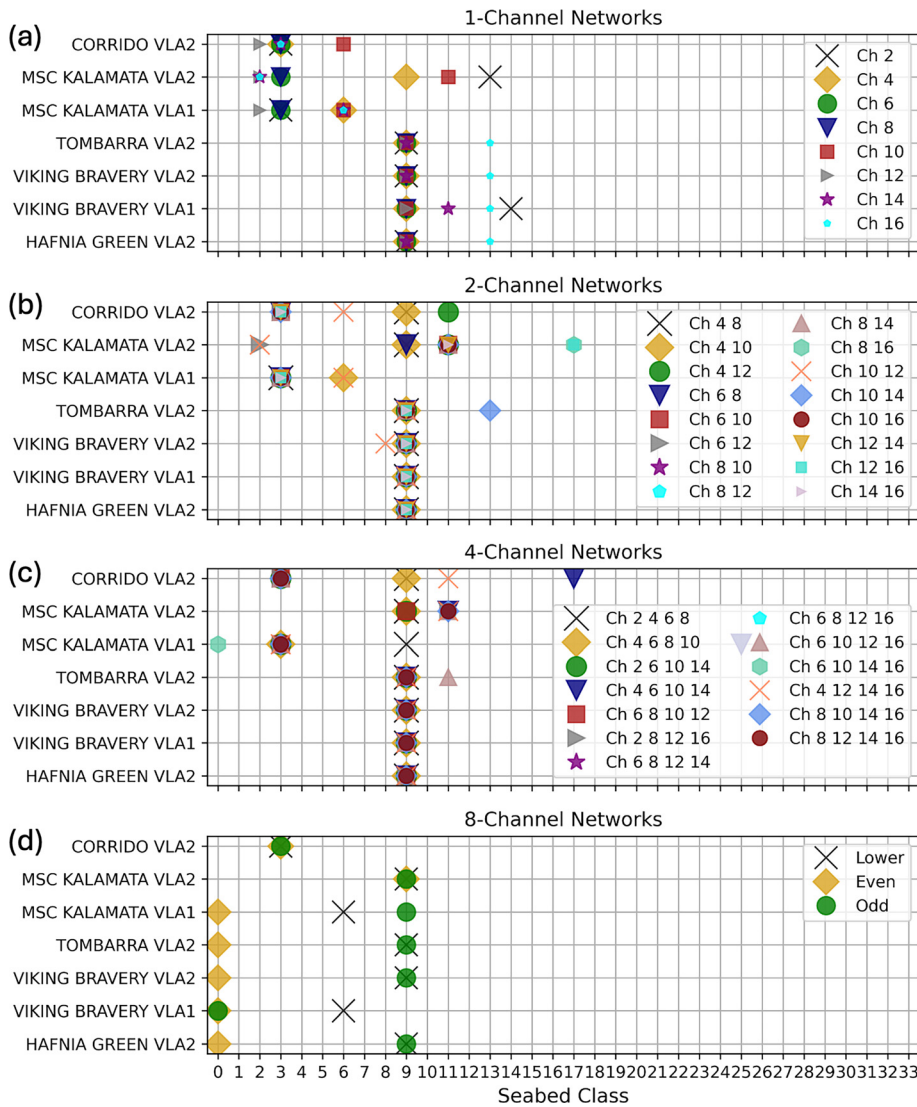 (a)
1-Channel Networks
CORRIDO VLA2
MSC KALAMATA VLA2
MSC KALAMATA VLA1
TOMBARRA VLA2
VIKING BRAVERY VLA2
VIKING BRAVERY VLA1
HAFNIA GREEN VLA2
Ch 2
Ch 4
Ch 6
Ch 8
Ch 10
Ch 12
Ch 14
Ch 16
(b)
2-Channel Networks
CORRIDO VLA2
MSC KALAMATA VLA2
MSC KALAMATA VLA1
TOMBARRA VLA2
VIKING BRAVERY VLA2
VIKING BRAVERY VLA1
HAFNIA GREEN VLA2
Ch 4 8
Ch 4 10
Ch 4 12
Ch 6 8
Ch 6 10
Ch 6 12
Ch 8 10
Ch 8 12
Ch 8 14
Ch 8 16
Ch 10 12
Ch 10 14
Ch 10 16
Ch 12 14
Ch 12 16
Ch 14 16
(c)
4-Channel Networks
CORRIDO VLA2
MSC KALAMATA VLA2
MSC KALAMATA VLA1
TOMBARRA VLA2
VIKING BRAVERY VLA2
VIKING BRAVERY VLA1
HAFNIA GREEN VLA2
Ch 2 4 6 8
Ch 4 6 8 10
Ch 2 6 10 14
Ch 4 6 10 14
Ch 6 8 10 12
Ch 2 8 12 16
Ch 6 8 12 14
Ch 6 8 12 16
Ch 6 10 12 16
Ch 6 10 14 16
Ch 4 12 14 16
Ch 8 10 14 16
Ch 8 12 14 16
(d)
8-Channel Networks
CORRIDO VLA2
MSC KALAMATA VLA2
MSC KALAMATA VLA1
TOMBARRA VLA2
VIKING BRAVERY VLA2
VIKING BRAVERY VLA1
HAFNIA GREEN VLA2
Lower
Even
Odd
0 1 2 3 4 5 6 7 8 9 10 11 12 13 14 15 16 17 18 19 20 21 22 23 24 25 26 27 28 29 30 31 32 33
Seabed Class